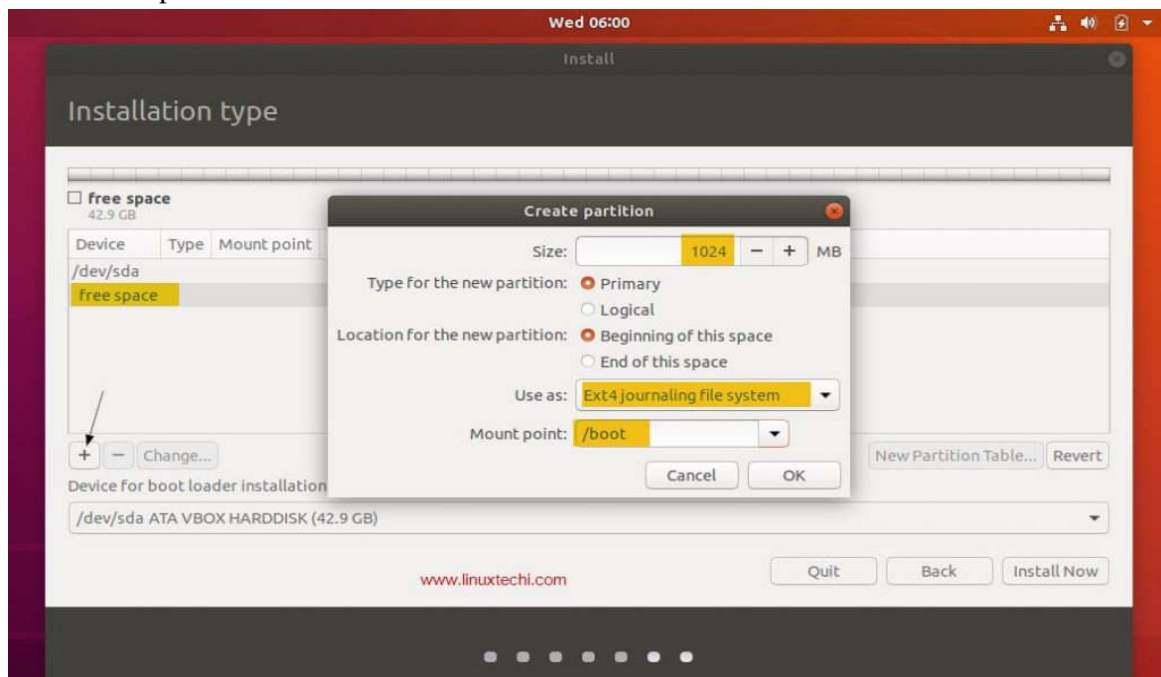 Wed 06:00
Install
Installation type
free space
42.9 GB
Device Type Mount point
/dev/sda
free space
Create partition
Size: 1024 − + MB
Type for the new partition: Primary
Logical
Location for the new partition: Beginning of this space
End of this space
Use as: Ext4 journaling file system
Mount point: /boot
Cancel OK
+ − Change...
New Partition Table... Revert
Device for boot loader installation
/dev/sda ATA VBOX HARDDISK (42.9 GB)
www.linuxtechi.com
Quit Back Install Now